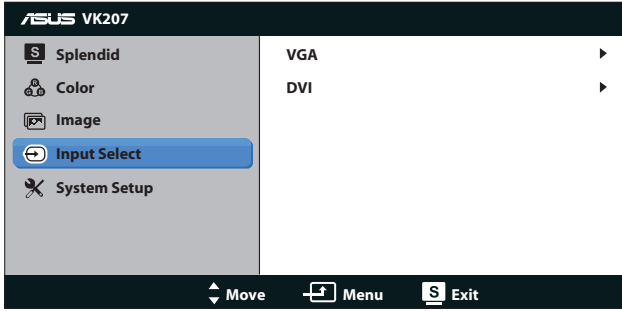 ASUS VK207
S Splendid
R G B Color
Image
Input Select
System Setup
VGA
DVI
Move Menu S Exit